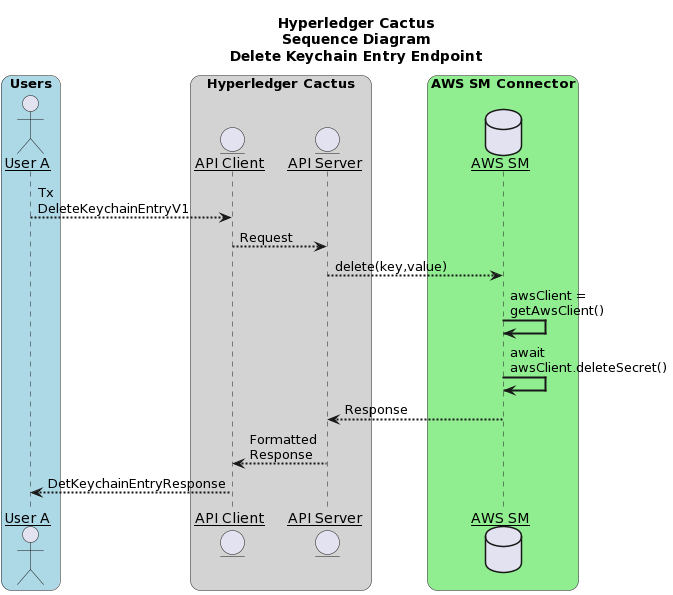 Hyperledger Cactus
Sequence Diagram
Delete Keychain Entry Endpoint
Users
Hyperledger Cactus
AWS SM Connector
User A
API Client
API Server
AWS SM
Tx
DeleteKeychainEntryV1
Request
delete(key,value)
awsClient =
getAwsClient()
await
awsClient.deleteSecret()
Response
Formatted
Response
DetKeychainEntryResponse
User A
API Client
API Server
AWS SM